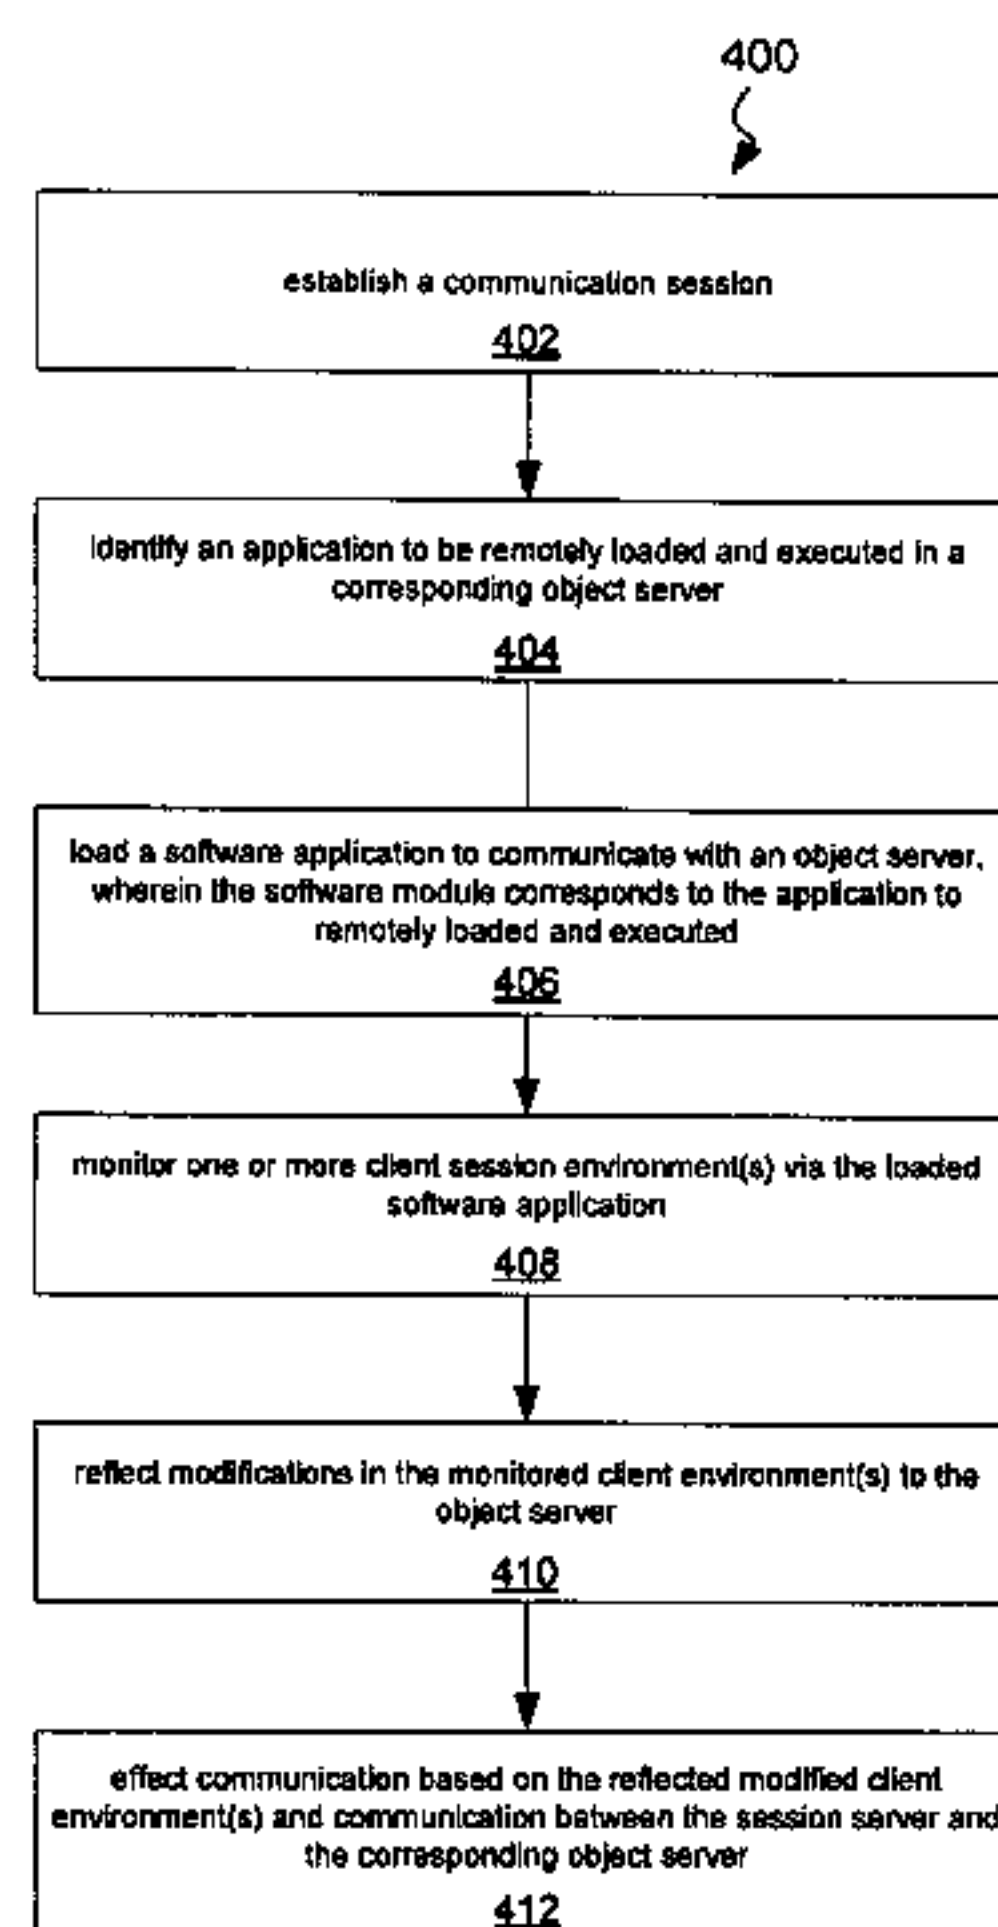 400
establish a communication session
402
identify an application to be remotely loaded and executed in a
corresponding object server
404
load a software application to communicate with an object server,
wherein the software module corresponds to the application to
remotely loaded and executed
406
monitor one or more client session environment(s) via the loaded
software application
408
reflect modifications in the monitored client environment(s) to the
object server
410
effect communication based on the reflected modified client
environment(s) and communication between the session server and
the corresponding object server
412